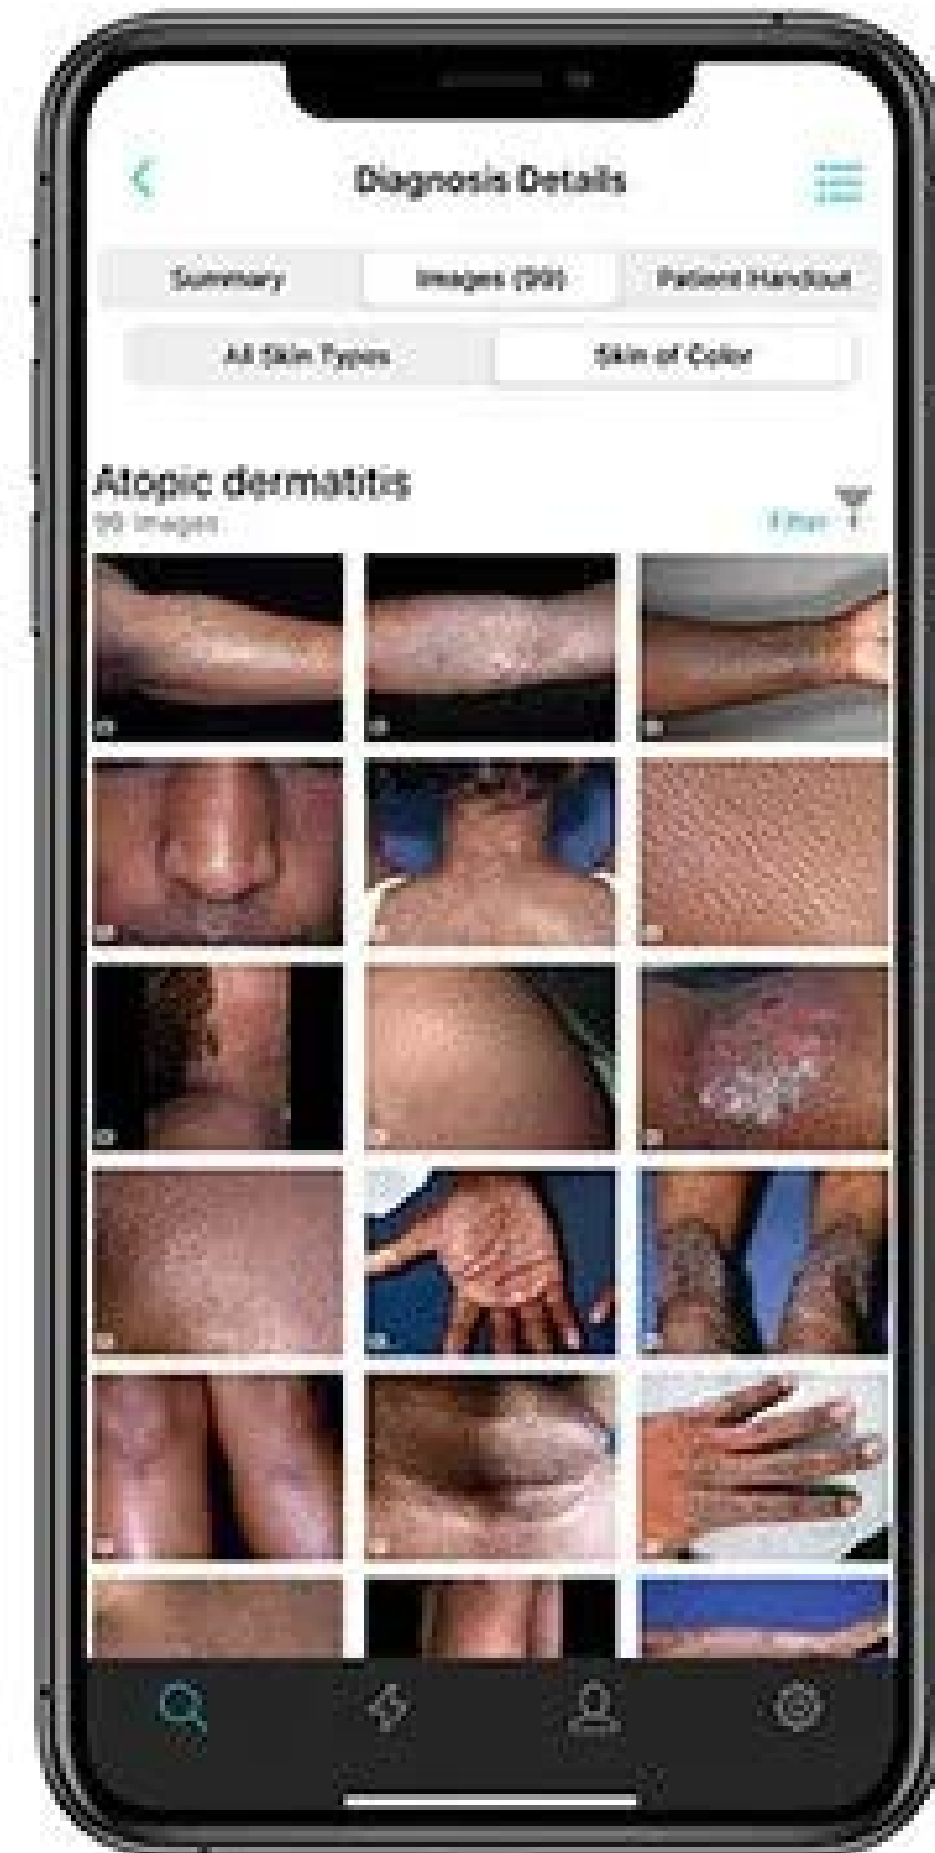 Diagnosis Details
Summary Images (99) Patient Handout
All Skin Types Skin of Color
Atopic dermatitis
99 Images Filter